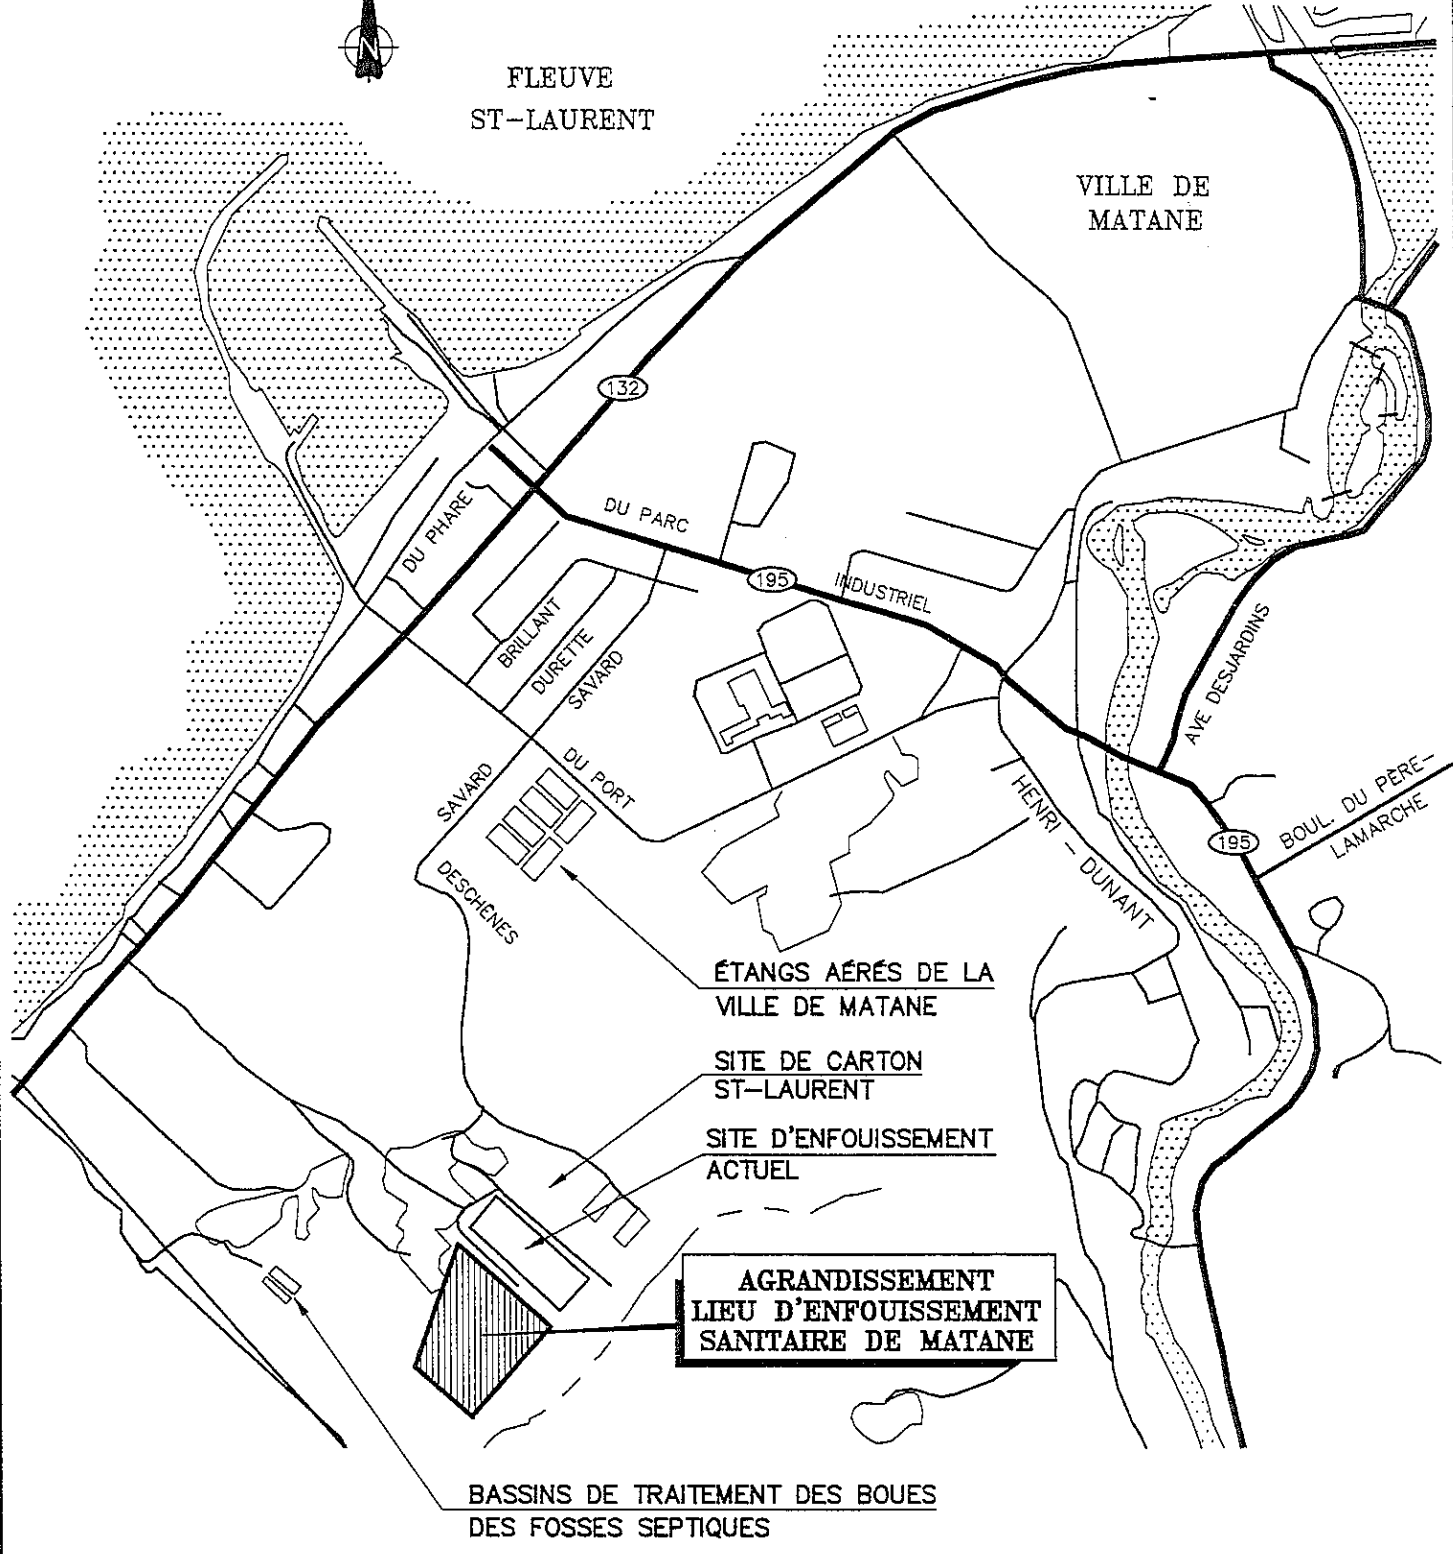 N
FLEUVE
ST-LAURENT
VILLE DE
MATANE
132
DU PHARE
DU PARC
195
INDUSTRIEL
BRILLANT
DURETTE
SAVARD
AVE DESJARDINS
SAVARD
DU PORT
HENRI - DUNANT
195
BOUL. DU PÈRE-
LAMARCHE
DESCHÊNES
ÉTANGS AÉRÉS DE LA
VILLE DE MATANE
SITE DE CARTON
ST-LAURENT
SITE D'ENFOUISSEMENT
ACTUEL
AGRANDISSEMENT
LIEU D'ENFOUISSEMENT
SANITAIRE DE MATANE
BASSINS DE TRAITEMENT DES BOUES
DES FOSSES SEPTIQUES